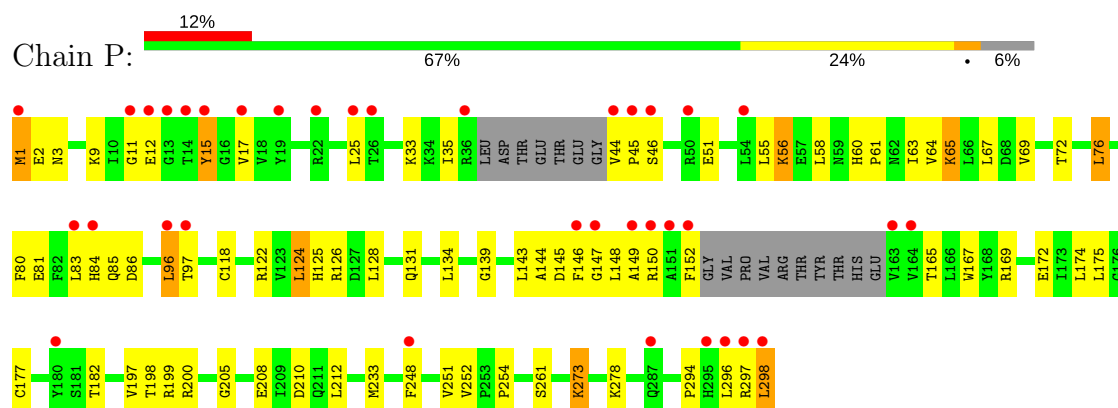 12%
Chain P: 67% 24% • 6%
M1 E2 N3 K9 I10 G11 E12 G13 T14 Y15 G16 V17 V18 Y19 R22 L25 T26 K33 K34 I35 R36 LEU ASP THR GLU THR GLU GLY V44 P45 S46 R50 E51 L54 L55 K56 E57 L58 N59 H60 P61 N62 I63 V64 K65 L66 L67 D68 V69 T72 L76
F80 E81 F82 L83 H84 Q85 D86 L96 T97 C118 R122 V123 L124 H125 R126 D127 L128 Q131 L134 G139 L143 A144 D145 F146 G147 L148 A149 R150 A151 F152 GLY VAL PRO VAL ARG THR TYR THR HIS GLU V163 V164 T165 L166 W167 Y168 R169 E172 I173 L174 L175 G176
C177 Y180 S181 T182 V197 T198 R199 R200 G205 E208 I209 D210 Q211 L212 M233 F248 V251 V252 P253 P254 S261 K273 K278 Q287 P294 H295 L296 R297 L298